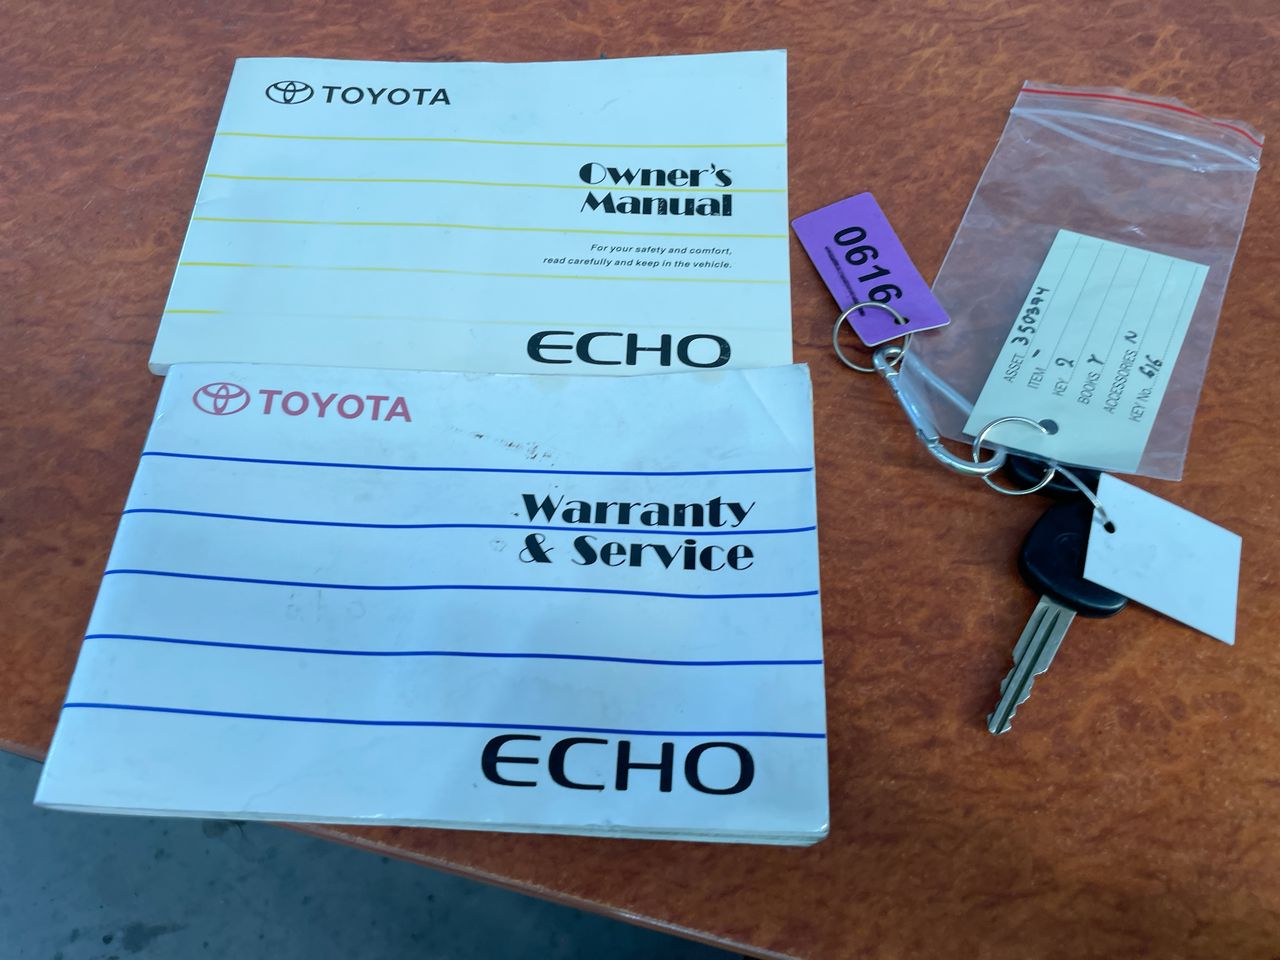 TOYOTA
Owner's
Manual
For your safety and comfort,
read carefully and keep in the vehicle.
ECHO
TOYOTA
Warranty
& Service
ECHO
0616
ASSET 350394
ITEM -
KEY 2
BOOKS Y
ACCESSORIES N
KEY No. 616